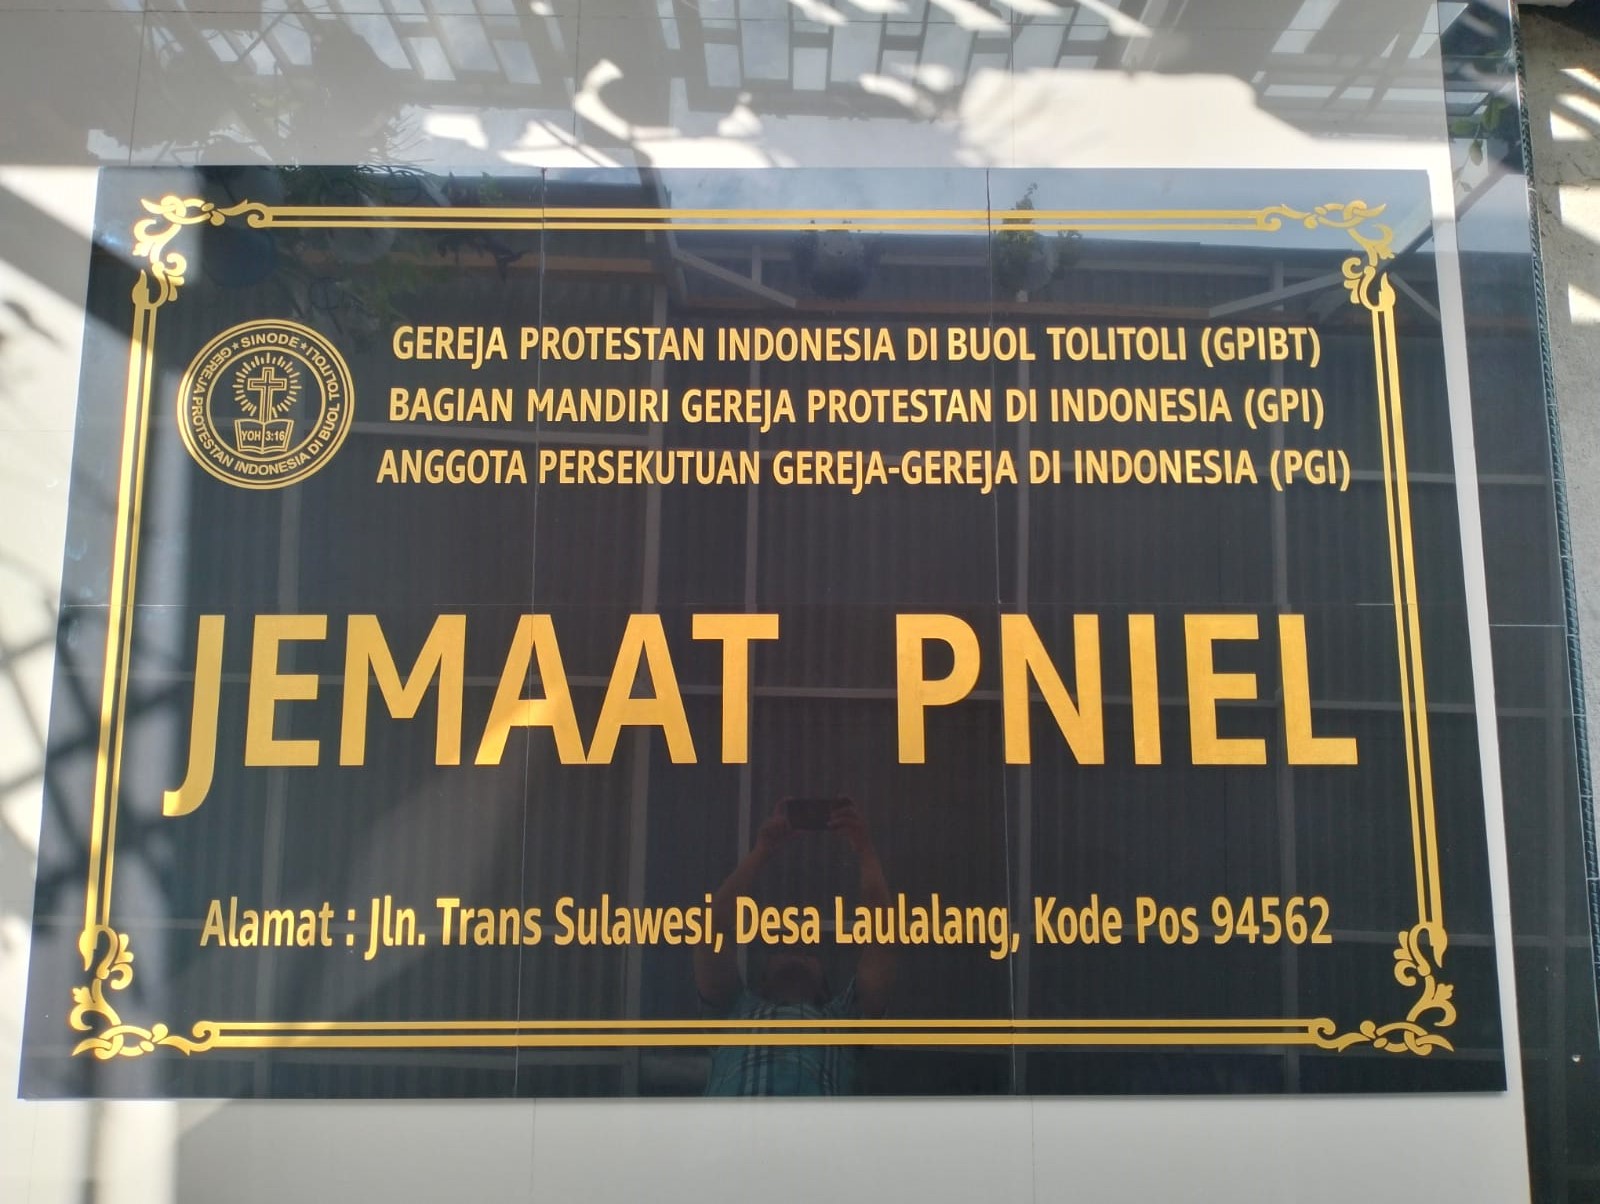 SINODE
GEREJA PROTESTAN INDONESIA DI BUOL TOLITOLI
YOH 3:16
GEREJA PROTESTAN INDONESIA DI BUOL TOLITOLI (GPIBT)
BAGIAN MANDIRI GEREJA PROTESTAN DI INDONESIA (GPI)
ANGGOTA PERSEKUTUAN GEREJA-GEREJA DI INDONESIA (PGI)
JEMAAT PNIEL
Alamat : Jln. Trans Sulawesi, Desa Laulalang, Kode Pos 94562